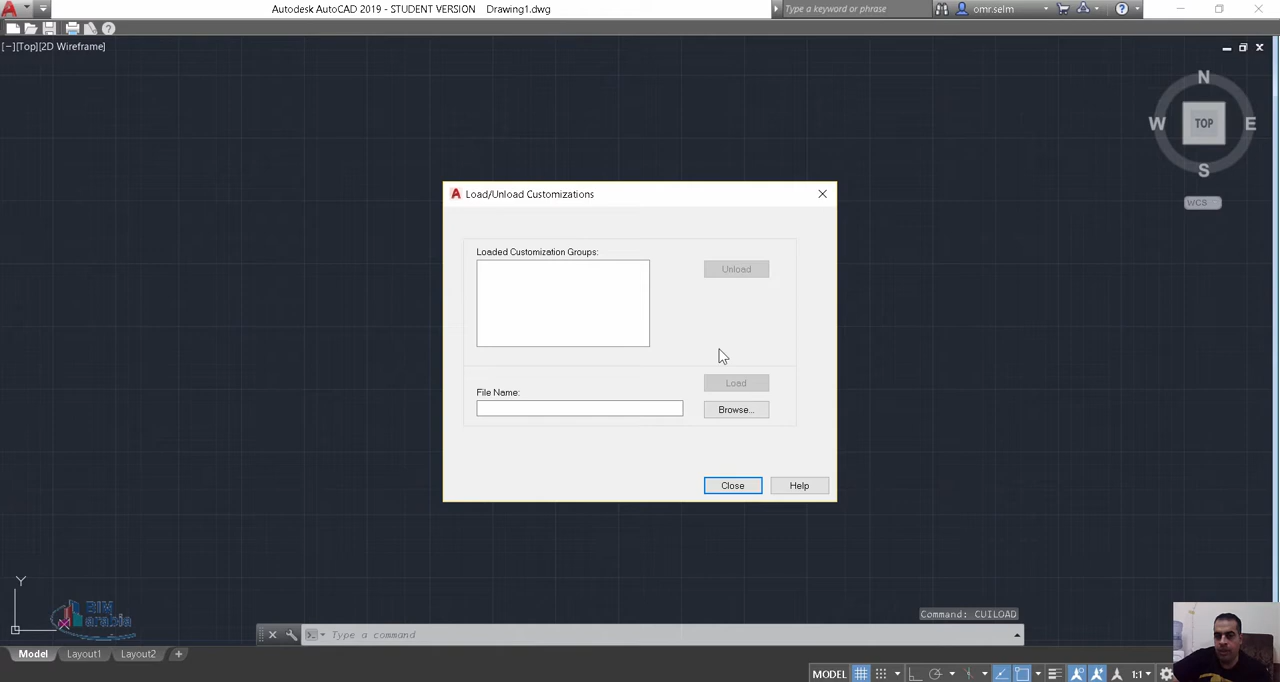 Autodesk AutoCAD 2019 - STUDENT VERSION Drawing1.dwg
Type a keyword or phrase
omr.selm
[−][Top][2D Wireframe]
N
W TOP E
S
WCS
Load/Unload Customizations
Loaded Customization Groups:
Unload
Load
File Name:
Browse...
Close Help
Y
BIM
arabia
Command: CUILOAD
Type a command
Model Layout1 Layout2 +
MODEL 1:1